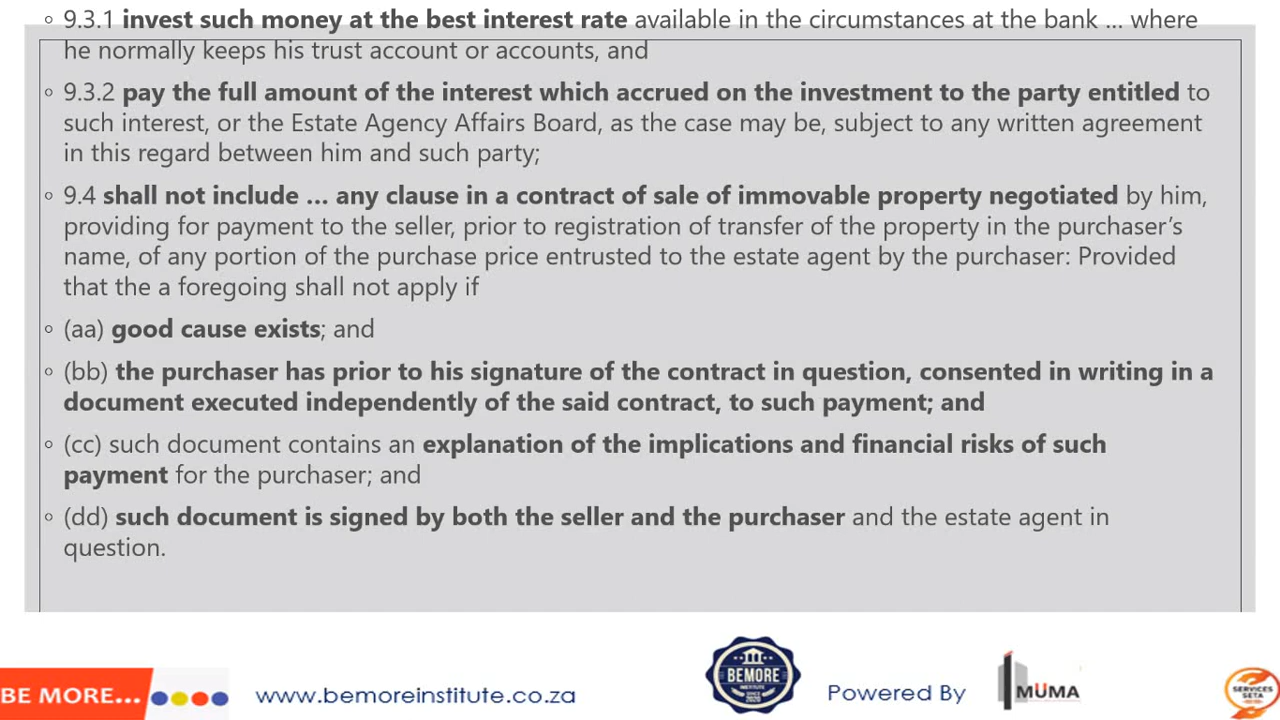 ◦ 9.3.1 invest such money at the best interest rate available in the circumstances at the bank ... where
he normally keeps his trust account or accounts, and
◦ 9.3.2 pay the full amount of the interest which accrued on the investment to the party entitled to
such interest, or the Estate Agency Affairs Board, as the case may be, subject to any written agreement
in this regard between him and such party;
◦ 9.4 shall not include ... any clause in a contract of sale of immovable property negotiated by him,
providing for payment to the seller, prior to registration of transfer of the property in the purchaser's
name, of any portion of the purchase price entrusted to the estate agent by the purchaser: Provided
that the a foregoing shall not apply if
◦ (aa) good cause exists; and
◦ (bb) the purchaser has prior to his signature of the contract in question, consented in writing in a
document executed independently of the said contract, to such payment; and
◦ (cc) such document contains an explanation of the implications and financial risks of such
payment for the purchaser; and
◦ (dd) such document is signed by both the seller and the purchaser and the estate agent in
question.
BE MORE...
www.bemoreinstitute.co.za
BEMORE
INSTITUTE
SINCE
2020
Powered By
MUMA
SERVICES
SETA